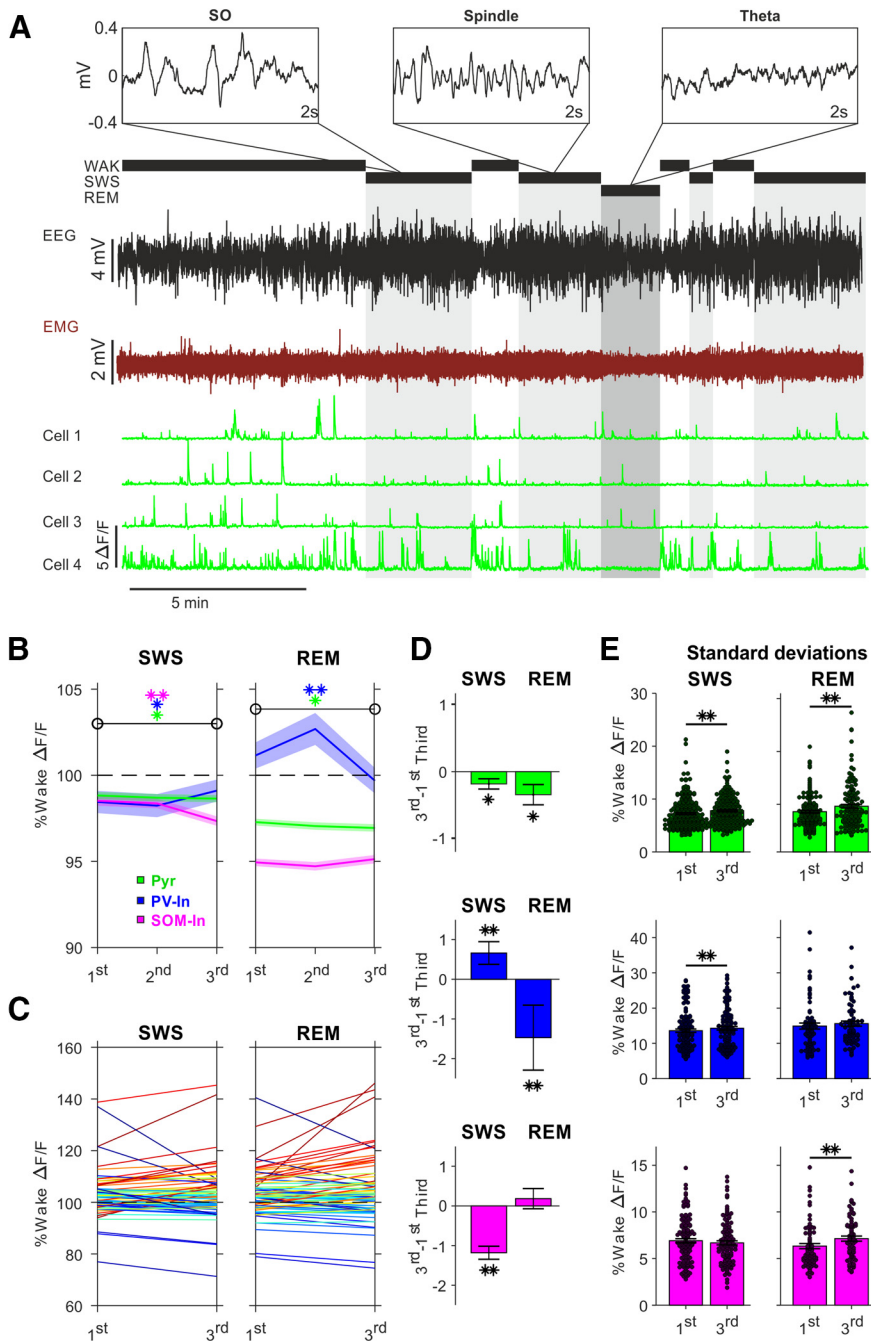 A
SO Spindle Theta
0.4
mV 0
-0.4
2s 2s 2s
WAK
SWS
REM
EEG
4 mV
EMG
2 mV
Cell 1
Cell 2
Cell 3
Cell 4
5 ΔF/F
5 min
B
SWS REM
105
100
95
90
%Wake ΔF/F
Pyr
PV-In
SOM-In
1st 2nd 3rd 1st 2nd 3rd
C
SWS REM
160
140
120
100
80
60
%Wake ΔF/F
1st 3rd 1st 3rd
D
SWS REM
1
0
-1
3rd-1st Third
* *
SWS REM
1
0
-1
-2
3rd-1st Third
** **
SWS REM
1
0
-1
-2
3rd-1st Third
**
E
Standard deviations
SWS REM
30
20
10
0
%Wake ΔF/F
** **
1st 3rd 1st 3rd
40
30
20
10
0
%Wake ΔF/F
**
1st 3rd 1st 3rd
20
15
10
5
0
%Wake ΔF/F
**
1st 3rd 1st 3rd